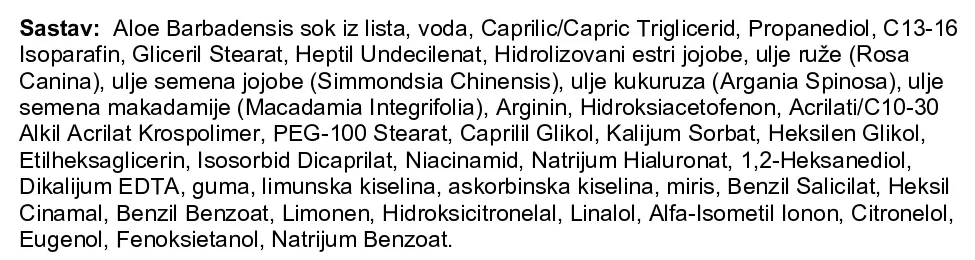 Sastav:  Aloe Barbadensis sok iz lista, voda, Caprilic/Capric Triglicerid, Propanediol, C13-16
Isoparafin, Gliceril Stearat, Heptil Undecilenat, Hidrolizovani estri jojobe, ulje ruže (Rosa
Canina), ulje semena jojobe (Simmondsia Chinensis), ulje kukuruza (Argania Spinosa), ulje
semena makadamije (Macadamia Integrifolia), Arginin, Hidroksiacetofenon, Acrilati/C10-30
Alkil Acrilat Krospolimer, PEG-100 Stearat, Caprilil Glikol, Kalijum Sorbat, Heksilen Glikol,
Etilheksaglicerin, Isosorbid Dicaprilat, Niacinamid, Natrijum Hialuronat, 1,2-Heksanediol,
Dikalijum EDTA, guma, limunska kiselina, askorbinska kiselina, miris, Benzil Salicilat, Heksil
Cinamal, Benzil Benzoat, Limonen, Hidroksicitronelal, Linalol, Alfa-Isometil Ionon, Citronelol,
Eugenol, Fenoksietanol, Natrijum Benzoat.